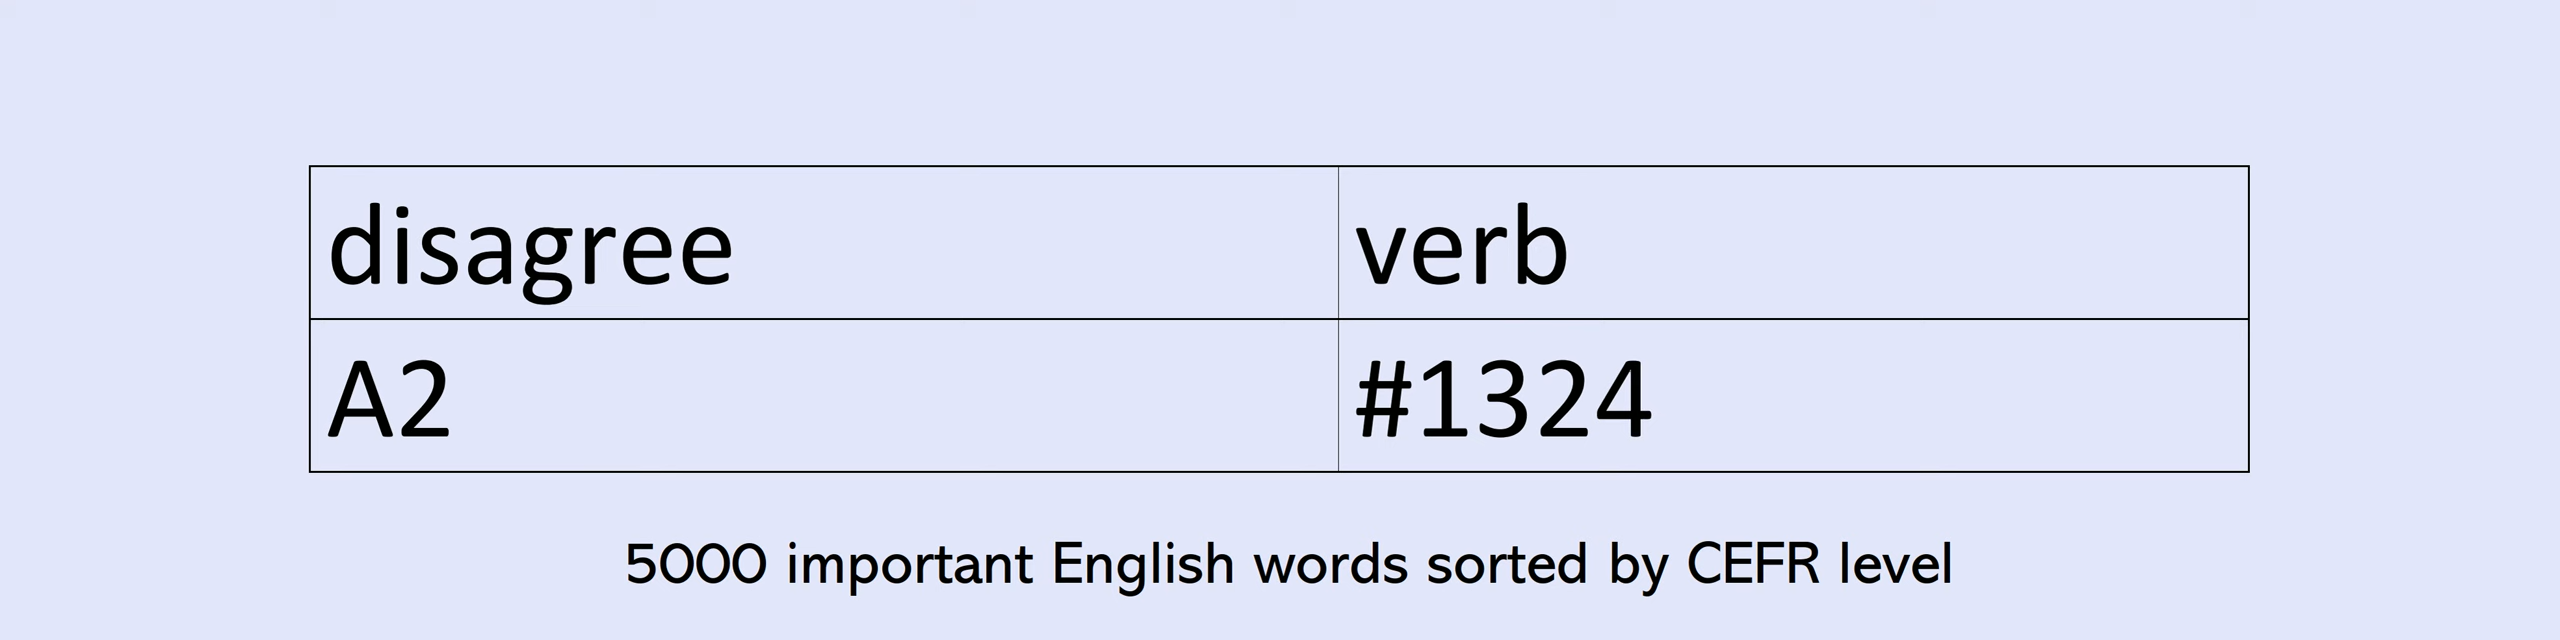 disagree verb
A2 #1324
5000 important English words sorted by CEFR level